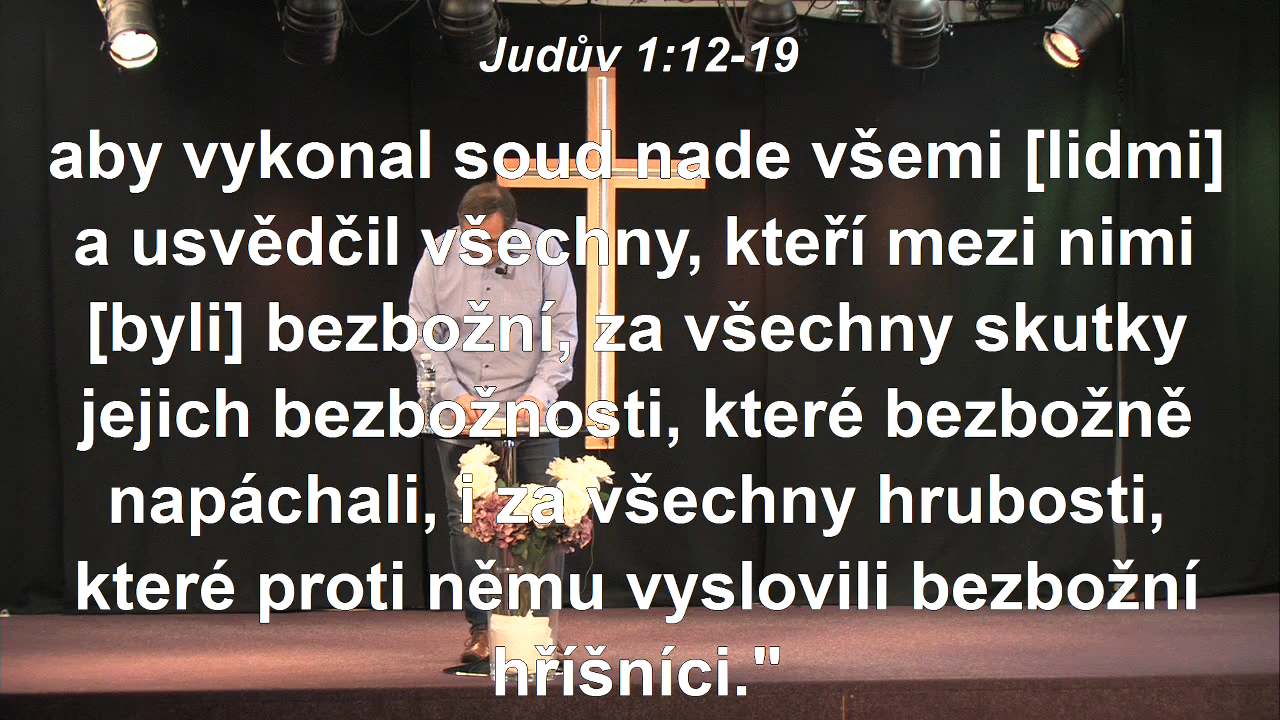 Judův 1:12-19
aby vykonal soud nade všemi [lidmi]
a usvědčil všechny, kteří mezi nimi
[byli] bezbožní, za všechny skutky
jejich bezbožnosti, které bezbožně
napáchali, i za všechny hrubosti,
které proti němu vyslovili bezbožní
hříšníci."